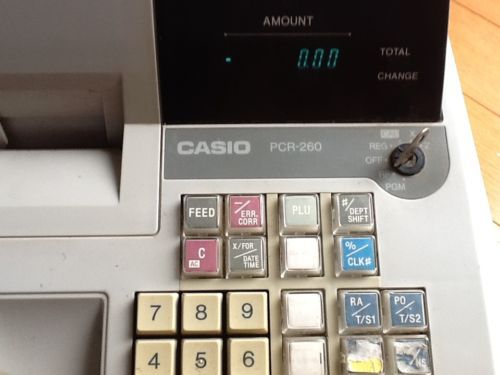 AMOUNT
- 0.00
TOTAL
CHANGE
CASIO PCR-260
CAL X
REG Z
OFF
PGM
FEED
—/ERR. CORR
PLU
#/DEPT SHIFT
C
AC
X/FOR/DATE TIME
%/CLK#
7 8 9
RA/T/S1
PO/T/S2
4 5 6